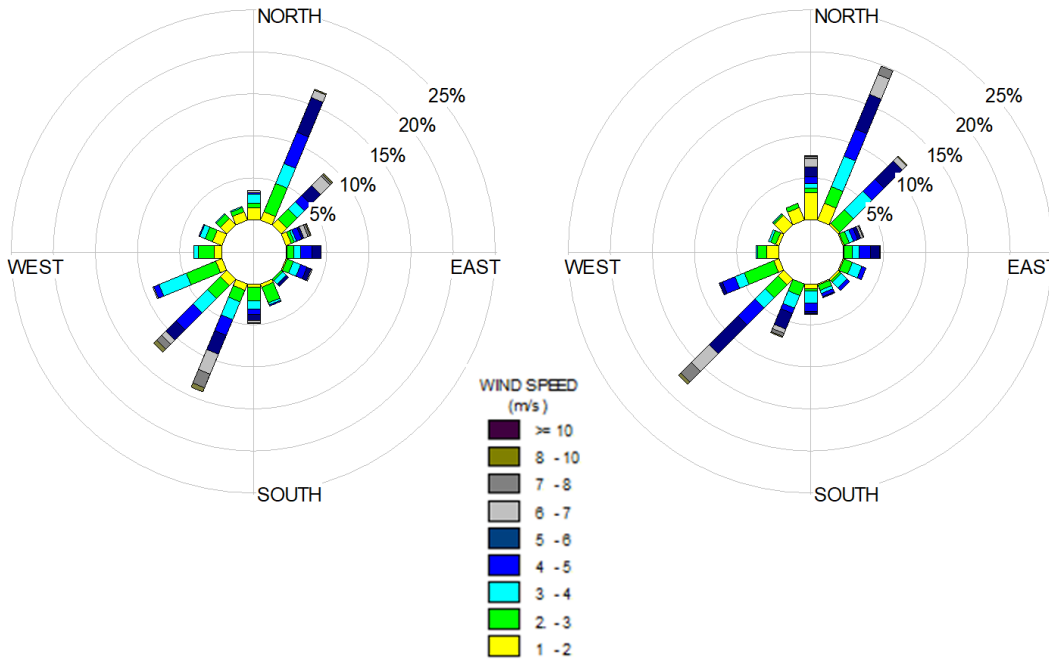 NORTH
NORTH
25%
25%
20%
20%
15%
15%
10%
10%
5%
5%
WEST
EAST
WEST
EAST
WIND SPEED
(m/s)
SOUTH
SOUTH
>= 10
8 - 10
7 - 8
6 - 7
5 - 6
4 - 5
3 - 4
2 - 3
1 - 2